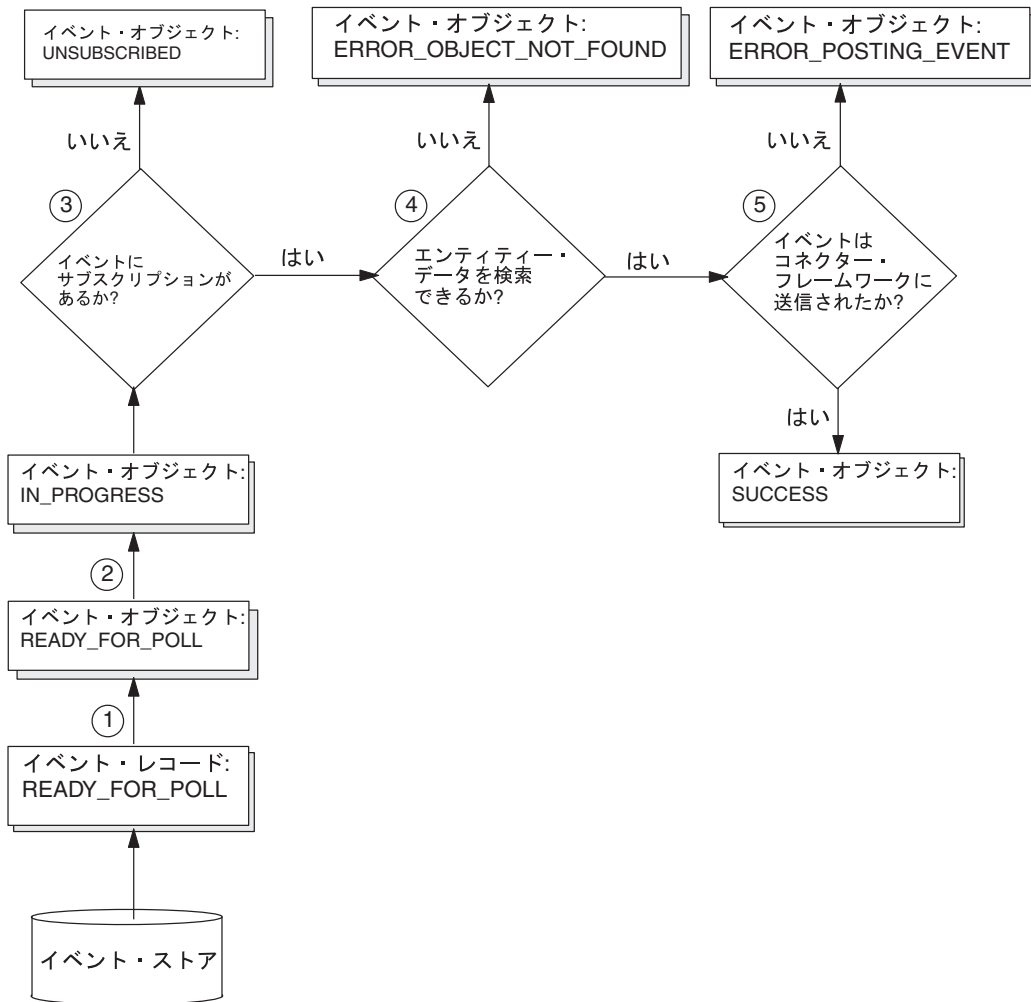 イベント・オブジェクト:
UNSUBSCRIBED
イベント・オブジェクト:
ERROR_OBJECT_NOT_FOUND
イベント・オブジェクト:
ERROR_POSTING_EVENT
いいえ
いいえ
いいえ
3
4
5
イベントに
サブスクリプションが
あるか?
はい
エンティティー・
データを検索
できるか?
はい
イベントは
コネクター・
フレームワークに
送信されたか?
はい
イベント・オブジェクト:
SUCCESS
イベント・オブジェクト:
IN_PROGRESS
2
イベント・オブジェクト:
READY_FOR_POLL
1
イベント・レコード:
READY_FOR_POLL
イベント・ストア